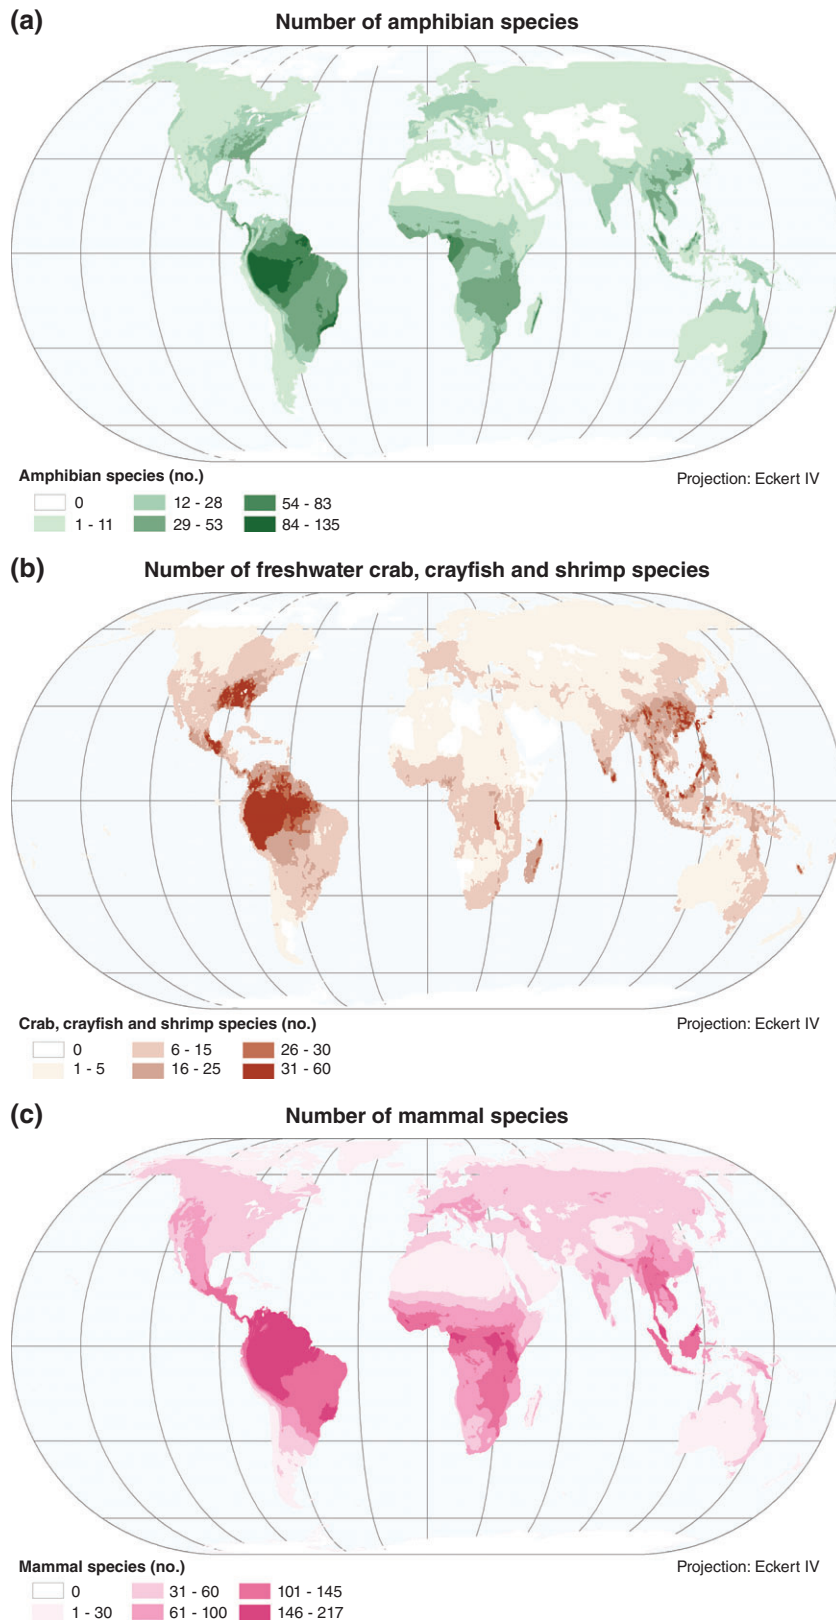 (a)
Number of amphibian species
Amphibian species (no.)
Projection: Eckert IV
0
12 - 28
54 - 83
1 - 11
29 - 53
84 - 135
(b)
Number of freshwater crab, crayfish and shrimp species
Crab, crayfish and shrimp species (no.)
Projection: Eckert IV
0
6 - 15
26 - 30
1 - 5
16 - 25
31 - 60
(c)
Number of mammal species
Mammal species (no.)
Projection: Eckert IV
0
31 - 60
101 - 145
1 - 30
61 - 100
146 - 217